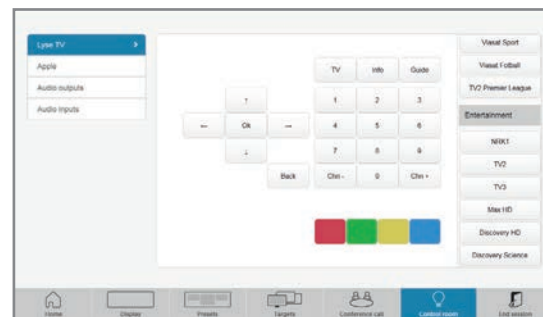 Lyse TV
Apple
Audio outputs
Audio inputs
TV Info Guide
1 2 3
Ok 4 5 6
7 8 9
Back Chn - 0 Chn +
Viasat Sport
Viasat Fotball
TV2 Premier League
Entertainment
NRK1
TV2
TV3
Max HD
Discovery HD
Discovery Science
Home Display Presets Targets Conference call Control room End session